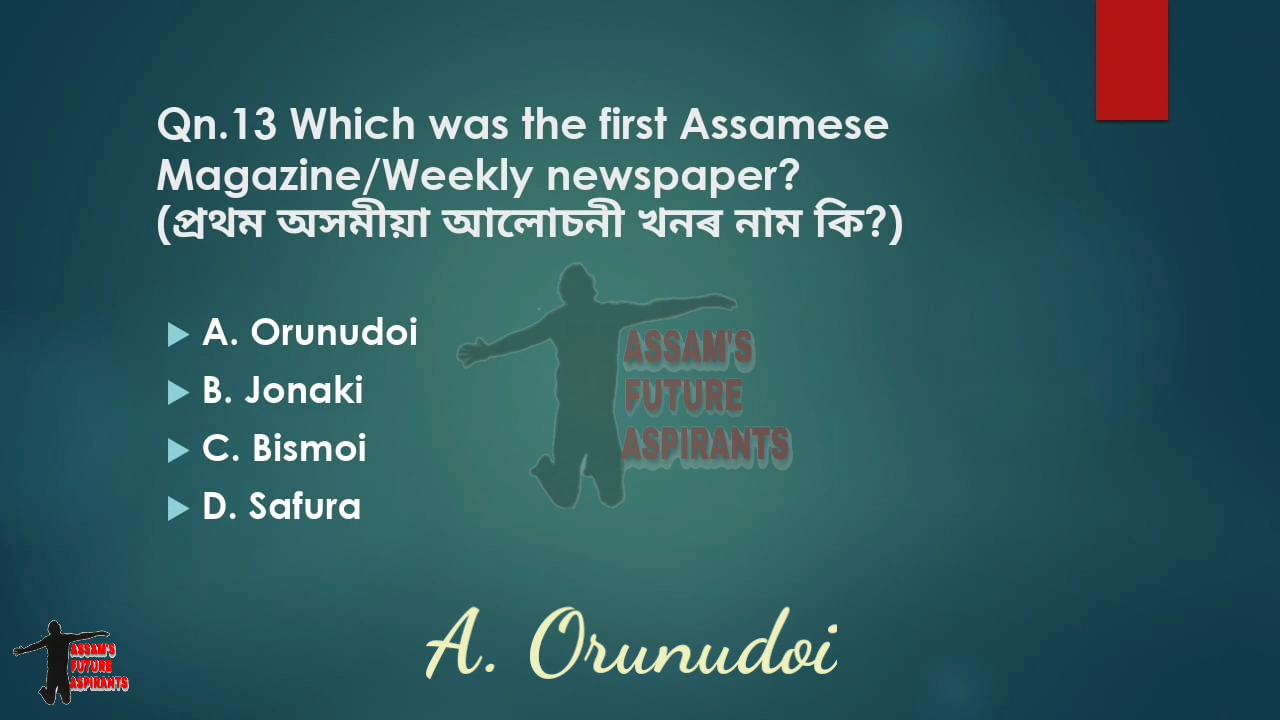 Qn.13 Which was the first Assamese
Magazine/Weekly newspaper?
(প্ৰথম অসমীয়া আলোচনী খনৰ নাম কি?)
A. Orunudoi
B. Jonaki
C. Bismoi
D. Safura
ASSAM'S
FUTURE
ASPIRANTS
A. Orunudoi
ASSAM'S
FUTURE
ASPIRANTS